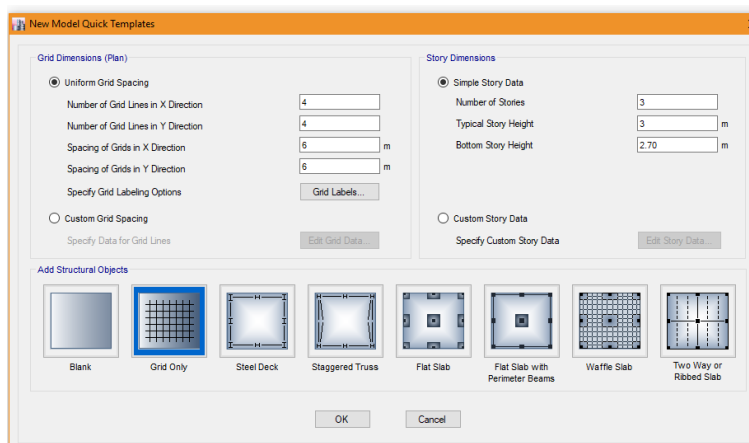 New Model Quick Templates
Grid Dimensions (Plan)
Uniform Grid Spacing
Number of Grid Lines in X Direction 4
Number of Grid Lines in Y Direction 4
Spacing of Grids in X Direction 6 m
Spacing of Grids in Y Direction 6 m
Specify Grid Labeling Options Grid Labels...
Custom Grid Spacing
Specify Data for Grid Lines Edit Grid Data...
Story Dimensions
Simple Story Data
Number of Stories 3
Typical Story Height 3 m
Bottom Story Height 2.70 m
Custom Story Data
Specify Custom Story Data Edit Story Data...
Add Structural Objects
Blank
Grid Only
Steel Deck
Staggered Truss
Flat Slab
Flat Slab with
Perimeter Beams
Waffle Slab
Two Way or
Ribbed Slab
OK Cancel